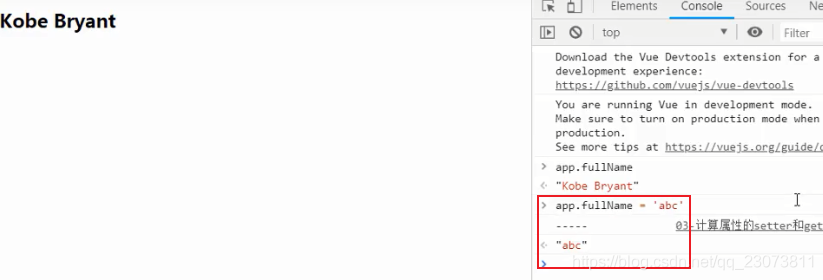 Kobe Bryant
Elements Console Sources Ne
top Filter
Download the Vue Devtools extension for a
development experience:
https://github.com/vuejs/vue-devtools
You are running Vue in development mode.
Make sure to turn on production mode when
production.
See more tips at https://vuejs.org/guide/d
> app.fullName
"Kobe Bryant"
> app.fullName = 'abc'
----- 03-计算属性的setter和get
"abc"
>
https://blog.csdn.net/qq_23073811